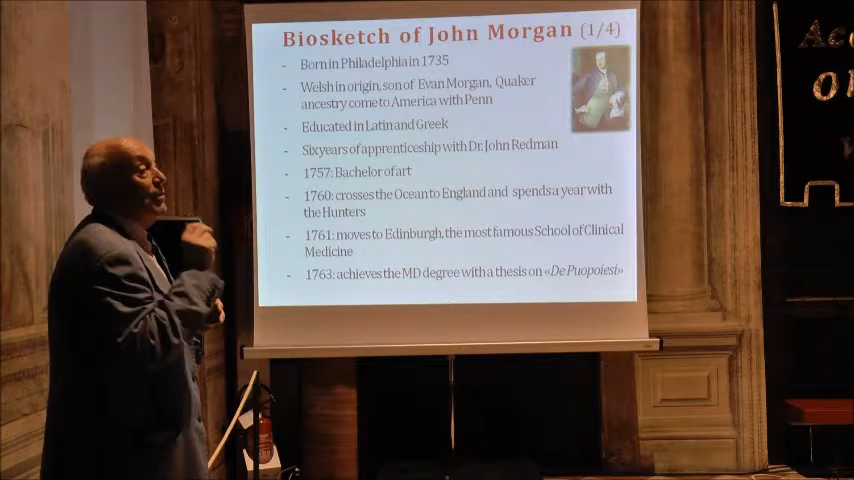 Biosketch of John Morgan (1/4)
- Born in Philadelphia in 1735
- Welsh in origin, son of Evan Morgan, Quaker
ancestry come to America with Penn
- Educated in Latin and Greek
- Six years of apprenticeship with Dr. John Redman
- 1757: Bachelor of art
- 1760: crosses the Ocean to England and spends a year with
the Hunters
- 1761: moves to Edinburgh, the most famous School of Clinical
Medicine
- 1763: achieves the MD degree with a thesis on «De Puopoiesi»